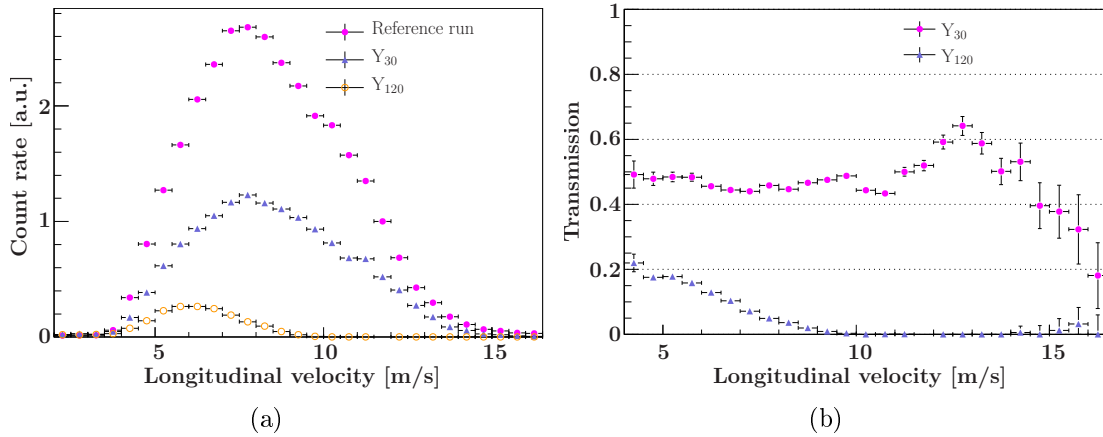 Count rate [a.u.]
2
1
0
5
10
15
Longitudinal velocity [m/s]
Reference run
Y30
Y120
(a)
Transmission
1
0.8
0.6
0.4
0.2
0
5
10
15
Longitudinal velocity [m/s]
Y30
Y120
(b)